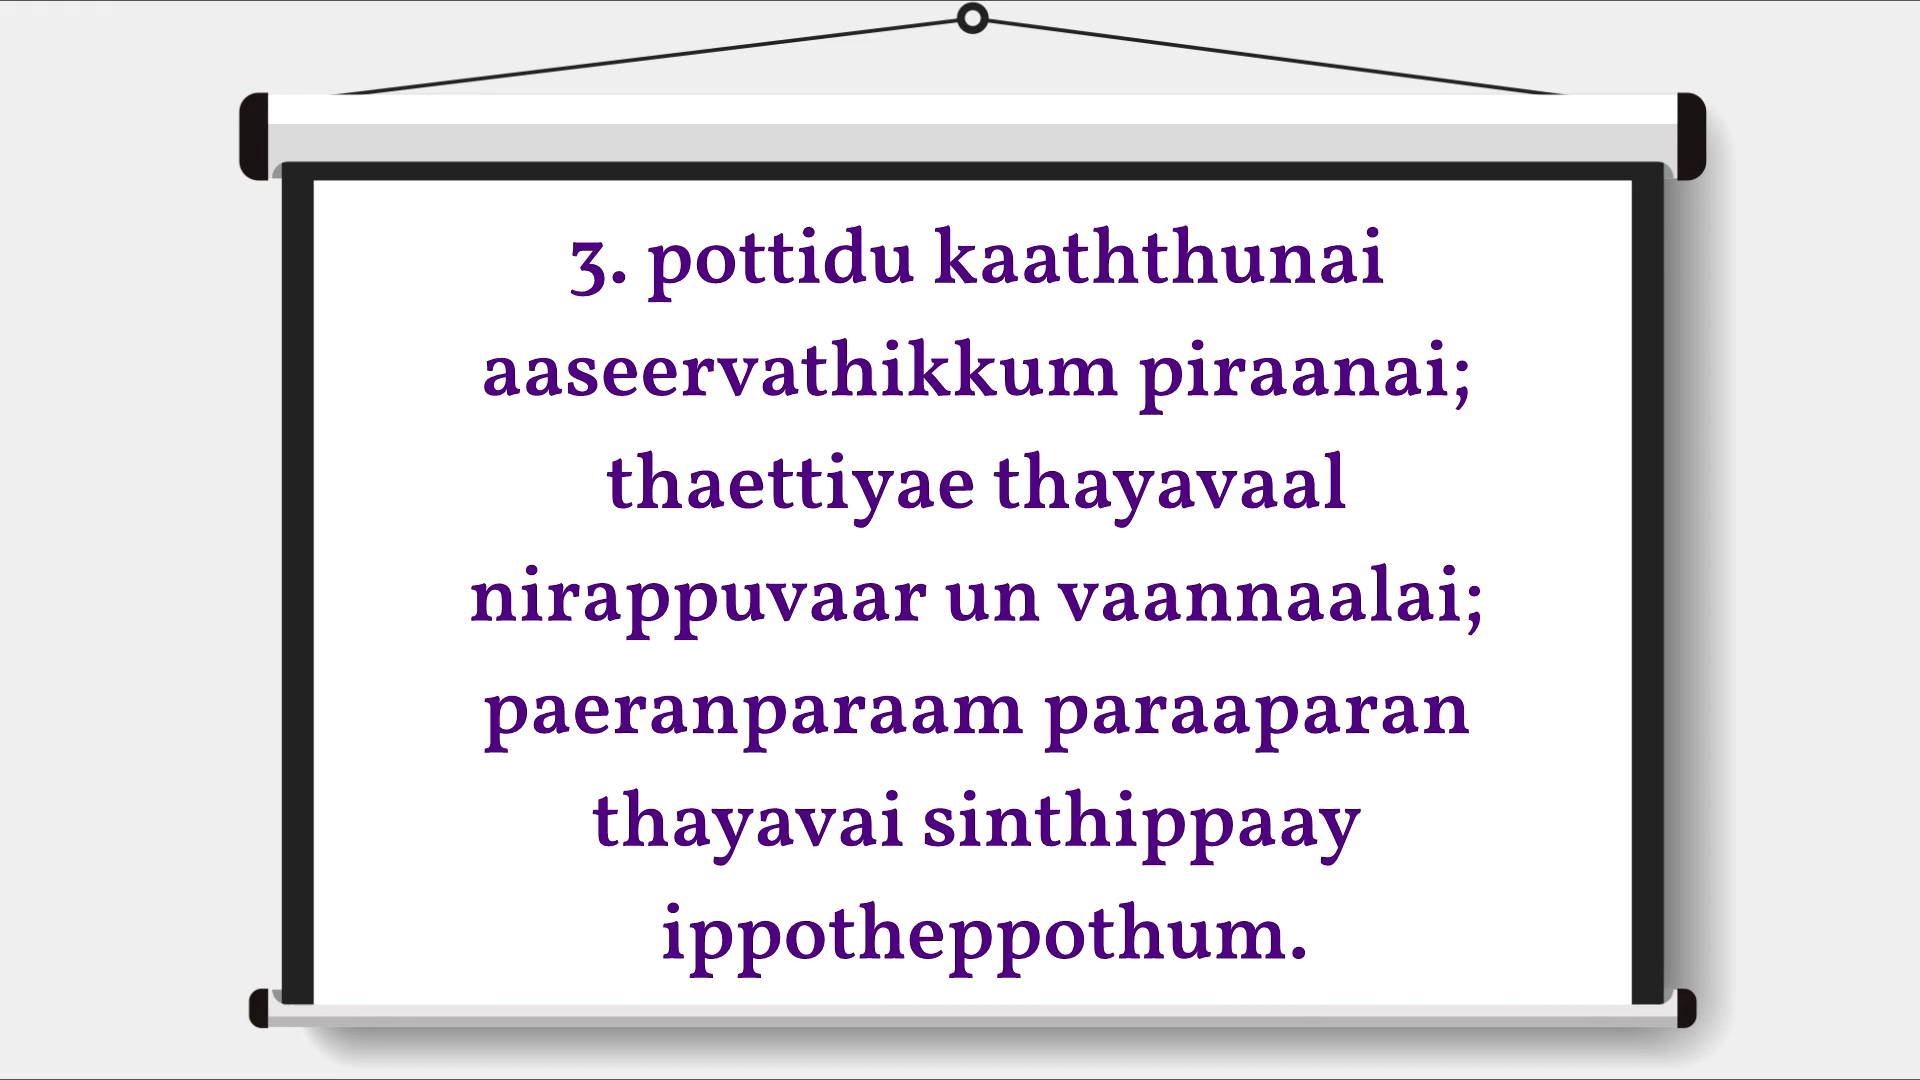 3. pottidu kaaththunai
aaseervathikkum piraanai;
thaettiyae thayavaal
nirappuvaar un vaannaalai;
paeranparaam paraaparan
thayavai sinthippaay
ippotheppothum.